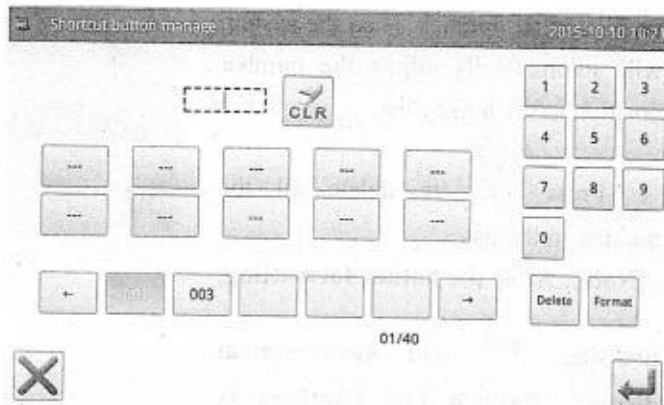 Shortcut button manage 2015-10-10 10:21
CLR
1 2 3
4 5 6
7 8 9
0
--- --- --- --- ---
--- --- --- --- ---
← 003 →
Delete Format
01/40